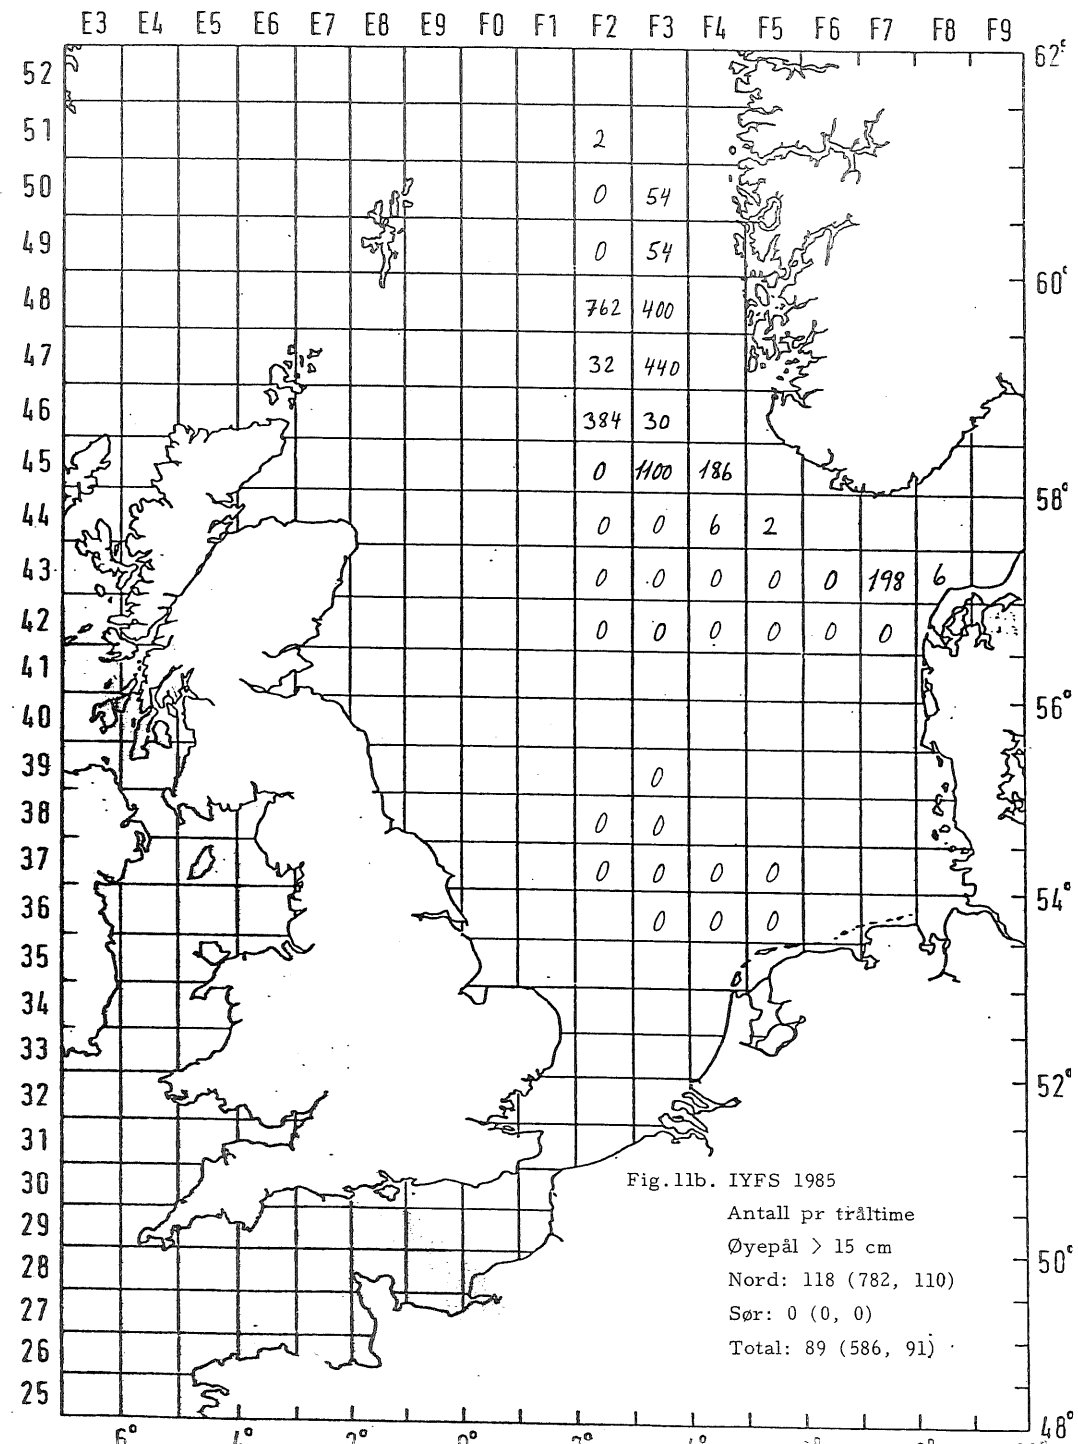 E3 E4 E5 E6 E7 E8 E9 F0 F1 F2 F3 F4 F5 F6 F7 F8 F9
52 62°
51 2
50 0 54
49 0 54
60°
48 762 400
47 32 440
46 384 30
45 0 1100 186
58°
44 0 0 6 2
43 0 0 0 0 0 198 6
42 0 0 0 0 0 0
41
40 56°
39 0
38 0 0
37 0 0 0 0
54°
36 0 0 0
35
34
33
32 52°
31
30
29
28 50°
27
26
25
48°
Fig.11b. IYFS 1985
Antall pr tråltime
Øyepål > 15 cm
Nord: 118 (782, 110)
Sør: 0 (0, 0)
Total: 89 (586, 91)